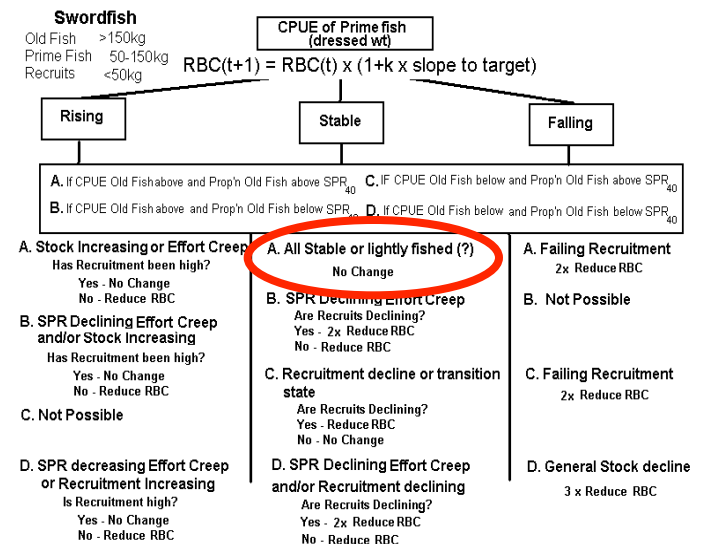 Swordfish
Old Fish >150kg
Prime Fish 50-150kg
Recruits <50kg
CPUE of Prime fish
(dressed wt)
RBC(t+1) = RBC(t) x (1+k x slope to target)
Rising
Stable
Falling
A. If CPUE Old Fish above and Prop'n Old Fish above SPR40
C. IF CPUE Old Fish below and Prop'n Old Fish above SPR40
B. If CPUE Old Fish above and Prop'n Old Fish below SPR40
D. If CPUE Old Fish below and Prop'n Old Fish below SPR40
A. Stock Increasing or Effort Creep
Has Recruitment been high?
Yes - No Change
No - Reduce RBC
B. SPR Declining Effort Creep
and/or Stock Increasing
Has Recruitment been high?
Yes - No Change
No - Reduce RBC
C. Not Possible
D. SPR decreasing Effort Creep
or Recruitment Increasing
Is Recruitment high?
Yes - No Change
No - Reduce RBC
A. All Stable or lightly fished (?)
No Change
B. SPR Declining Effort Creep
Are Recruits Declining?
Yes - 2x Reduce RBC
No - Reduce RBC
C. Recruitment decline or transition
state
Are Recruits Declining?
Yes - Reduce RBC
No - No Change
D. SPR Declining Effort Creep
and/or Recruitment declining
Are Recruits Declining?
Yes - 2x Reduce RBC
No - Reduce RBC
A. Failing Recruitment
2x Reduce RBC
B. Not Possible
C. Failing Recruitment
2x Reduce RBC
D. General Stock decline
3 x Reduce RBC